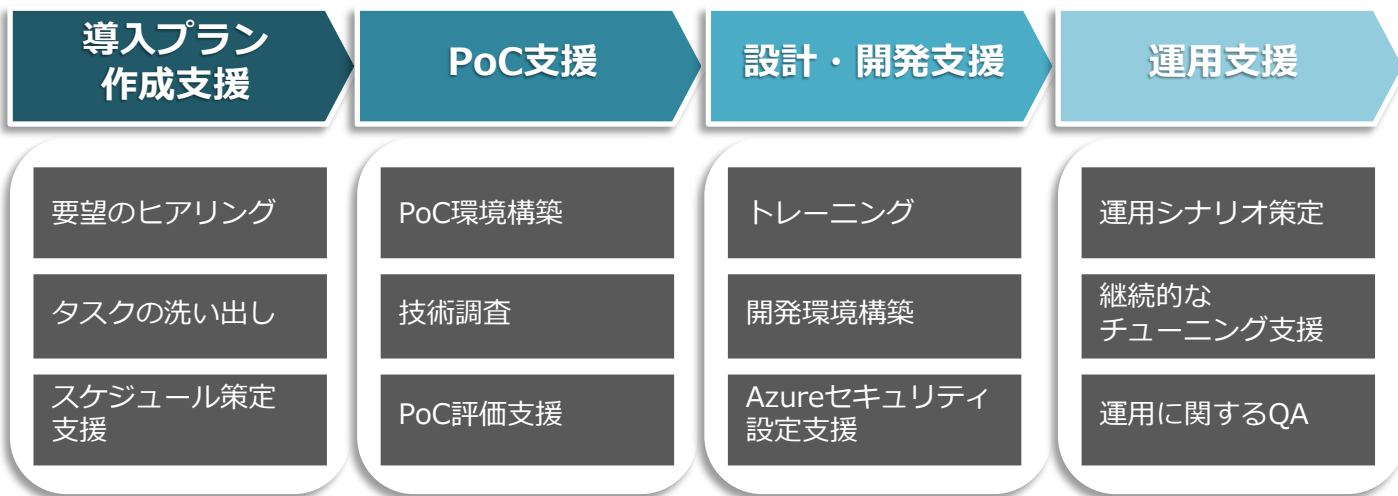 導入プラン
作成支援
PoC支援
設計・開発支援
運用支援
要望のヒアリング
タスクの洗い出し
スケジュール策定
支援
PoC環境構築
技術調査
PoC評価支援
トレーニング
開発環境構築
Azureセキュリティ
設定支援
運用シナリオ策定
継続的な
チューニング支援
運用に関するQA